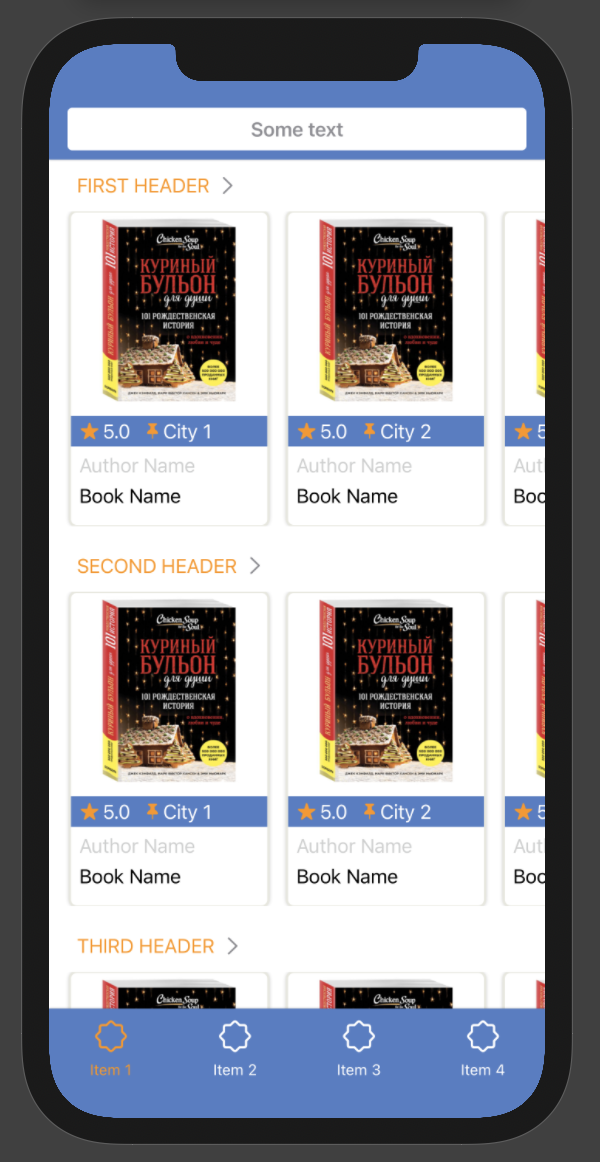 Some text
FIRST HEADER
Chicken Soup
for the Soul
КУРИНЫЙ
БУЛЬОН
для души
101 РОЖДЕСТВЕНСКАЯ
ИСТОРИЯ
Chicken Soup
for the Soul
КУРИНЫЙ
БУЛЬОН
для души
101 РОЖДЕСТВЕНСКАЯ
ИСТОРИЯ
5.0 City 1
5.0 City 2
5
Author Name
Author Name
Aut
Book Name
Book Name
Boo
SECOND HEADER
Chicken Soup
for the Soul
КУРИНЫЙ
БУЛЬОН
для души
101 РОЖДЕСТВЕНСКАЯ
ИСТОРИЯ
Chicken Soup
for the Soul
КУРИНЫЙ
БУЛЬОН
для души
101 РОЖДЕСТВЕНСКАЯ
ИСТОРИЯ
5.0 City 1
5.0 City 2
5
Author Name
Author Name
Aut
Book Name
Book Name
Boo
THIRD HEADER
Chicken Soup
Chicken Soup
Item 1
Item 2
Item 3
Item 4